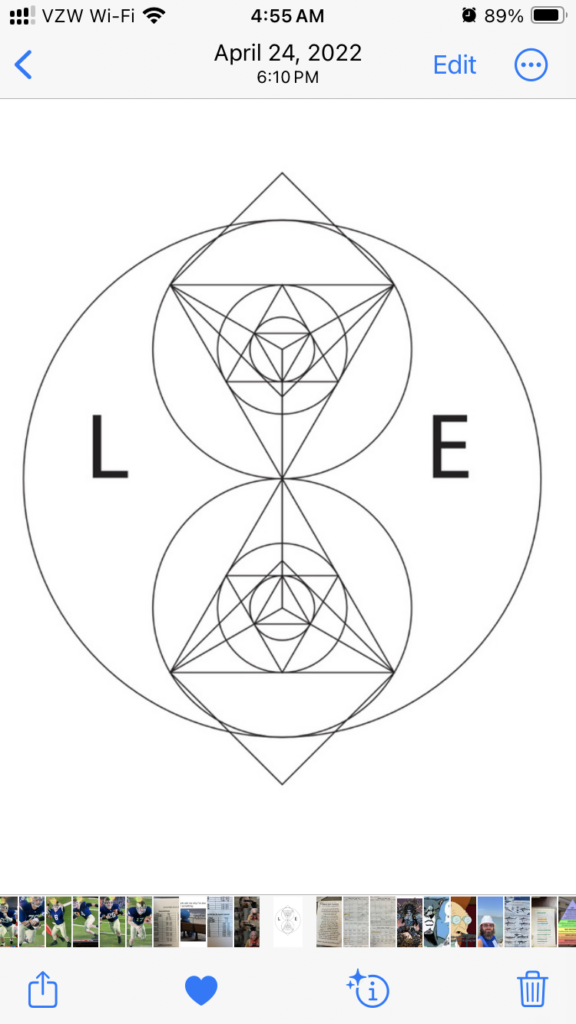 VZW Wi-Fi 4:55 AM 89%
April 24, 2022
6:10 PM
Edit
L E